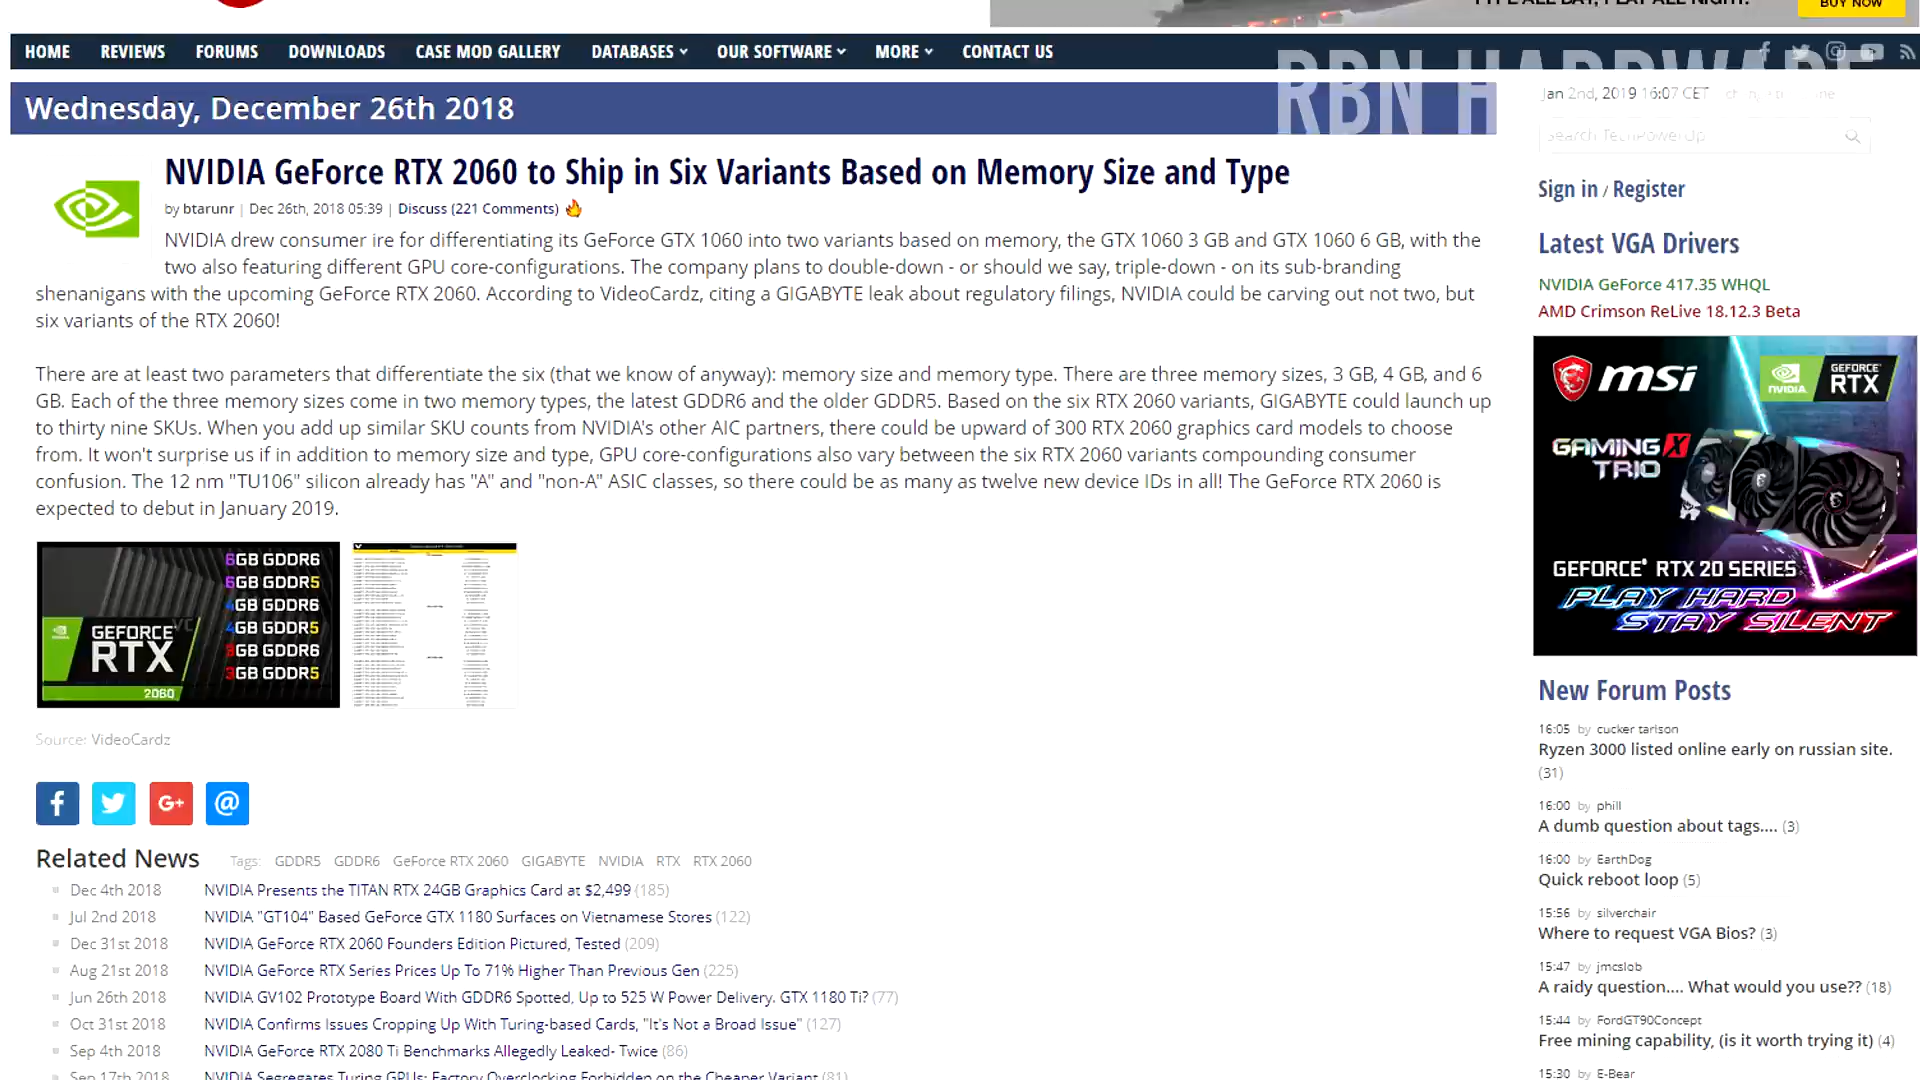 BUY NOW
HOME REVIEWS FORUMS DOWNLOADS CASE MOD GALLERY DATABASES OUR SOFTWARE MORE CONTACT US
RBN HARDWARE
Wednesday, December 26th 2018
NVIDIA GeForce RTX 2060 to Ship in Six Variants Based on Memory Size and Type
by btarunr | Dec 26th, 2018 05:39 | Discuss (221 Comments)
NVIDIA drew consumer ire for differentiating its GeForce GTX 1060 into two variants based on memory, the GTX 1060 3 GB and GTX 1060 6 GB, with the
two also featuring different GPU core-configurations. The company plans to double-down - or should we say, triple-down - on its sub-branding
shenanigans with the upcoming GeForce RTX 2060. According to VideoCardz, citing a GIGABYTE leak about regulatory filings, NVIDIA could be carving out not two, but
six variants of the RTX 2060!
There are at least two parameters that differentiate the six (that we know of anyway): memory size and memory type. There are three memory sizes, 3 GB, 4 GB, and 6
GB. Each of the three memory sizes come in two memory types, the latest GDDR6 and the older GDDR5. Based on the six RTX 2060 variants, GIGABYTE could launch up
to thirty nine SKUs. When you add up similar SKU counts from NVIDIA's other AIC partners, there could be upward of 300 RTX 2060 graphics card models to choose
from. It won't surprise us if in addition to memory size and type, GPU core-configurations also vary between the six RTX 2060 variants compounding consumer
confusion. The 12 nm "TU106" silicon already has "A" and "non-A" ASIC classes, so there could be as many as twelve new device IDs in all! The GeForce RTX 2060 is
expected to debut in January 2019.
6GB GDDR6
6GB GDDR5
4GB GDDR6
4GB GDDR5
3GB GDDR6
3GB GDDR5
GEFORCE
RTX
2060
Source: VideoCardz
Related News Tags: GDDR5 GDDR6 GeForce RTX 2060 GIGABYTE NVIDIA RTX RTX 2060
Dec 4th 2018 NVIDIA Presents the TITAN RTX 24GB Graphics Card at $2,499 (185)
Jul 2nd 2018 NVIDIA "GT104" Based GeForce GTX 1180 Surfaces on Vietnamese Stores (122)
Dec 31st 2018 NVIDIA GeForce RTX 2060 Founders Edition Pictured, Tested (209)
Aug 21st 2018 NVIDIA GeForce RTX Series Prices Up To 71% Higher Than Previous Gen (225)
Jun 26th 2018 NVIDIA GV102 Prototype Board With GDDR6 Spotted, Up to 525 W Power Delivery. GTX 1180 Ti? (77)
Oct 31st 2018 NVIDIA Confirms Issues Cropping Up With Turing-based Cards, "It's Not a Broad Issue" (127)
Sep 4th 2018 NVIDIA GeForce RTX 2080 Ti Benchmarks Allegedly Leaked- Twice (86)
Sep 17th 2018 NVIDIA Segregates Turing GPUs: Factory Overclocking Forbidden on the Cheaper Variant (81)
Jan 2nd, 2019 16:07 CET
Search TechPowerUp
Sign in / Register
Latest VGA Drivers
NVIDIA GeForce 417.35 WHQL
AMD Crimson ReLive 18.12.3 Beta
msi
NVIDIA GEFORCE RTX
GAMING X
TRIO
GEFORCE RTX 20 SERIES
PLAY HARD
STAY SILENT
New Forum Posts
16:05 by cucker tarlson
Ryzen 3000 listed online early on russian site.
(31)
16:00 by phill
A dumb question about tags.... (3)
16:00 by EarthDog
Quick reboot loop (5)
15:56 by silverchair
Where to request VGA Bios? (3)
15:47 by jmcslob
A raidy question.... What would you use?? (18)
15:44 by FordGT90Concept
Free mining capability, (is it worth trying it) (4)
15:30 by E-Bear